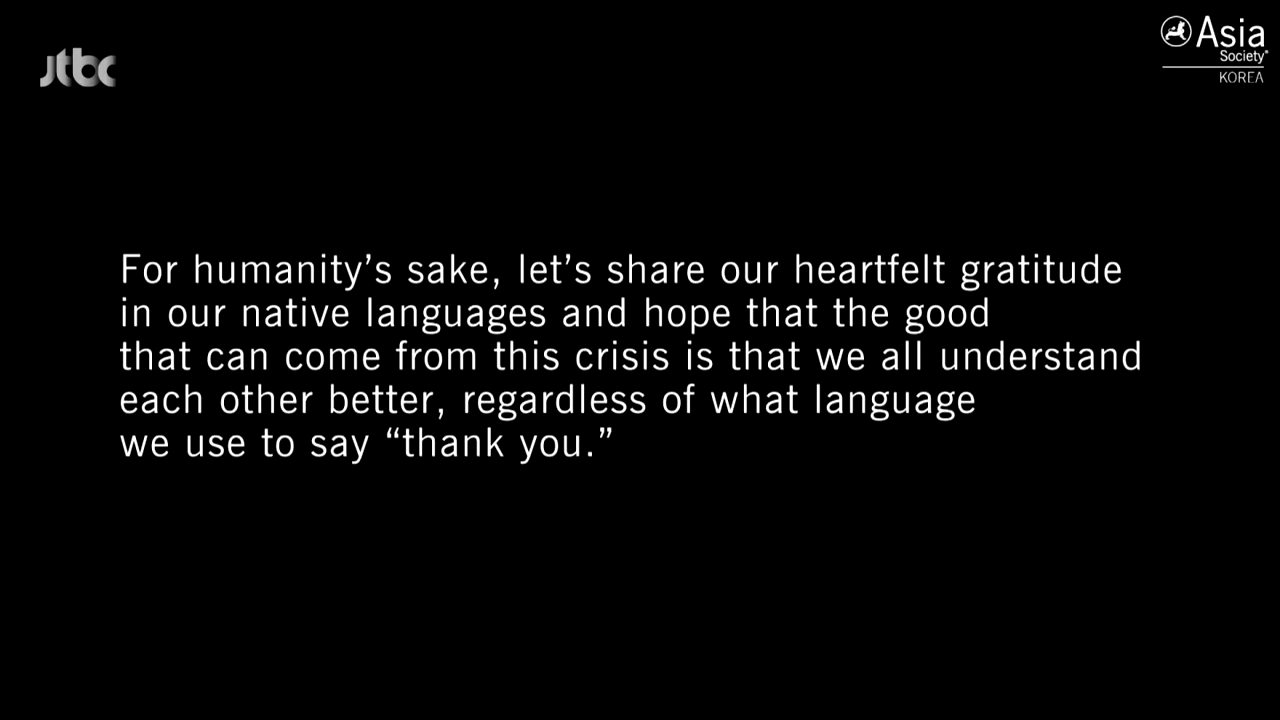 jtbc
Asia
Society
KOREA
For humanity’s sake, let’s share our heartfelt gratitude
in our native languages and hope that the good
that can come from this crisis is that we all understand
each other better, regardless of what language
we use to say “thank you.”